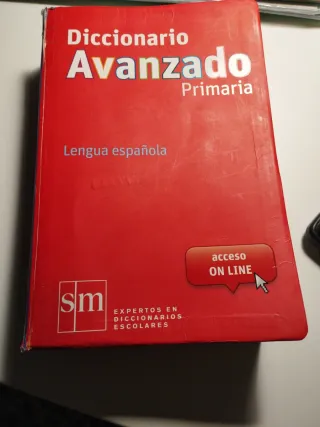 Diccionario
Avanzado
Primaria
Lengua española
acceso
ON LINE
sm
EXPERTOS EN
DICCIONARIOS
ESCOLARES